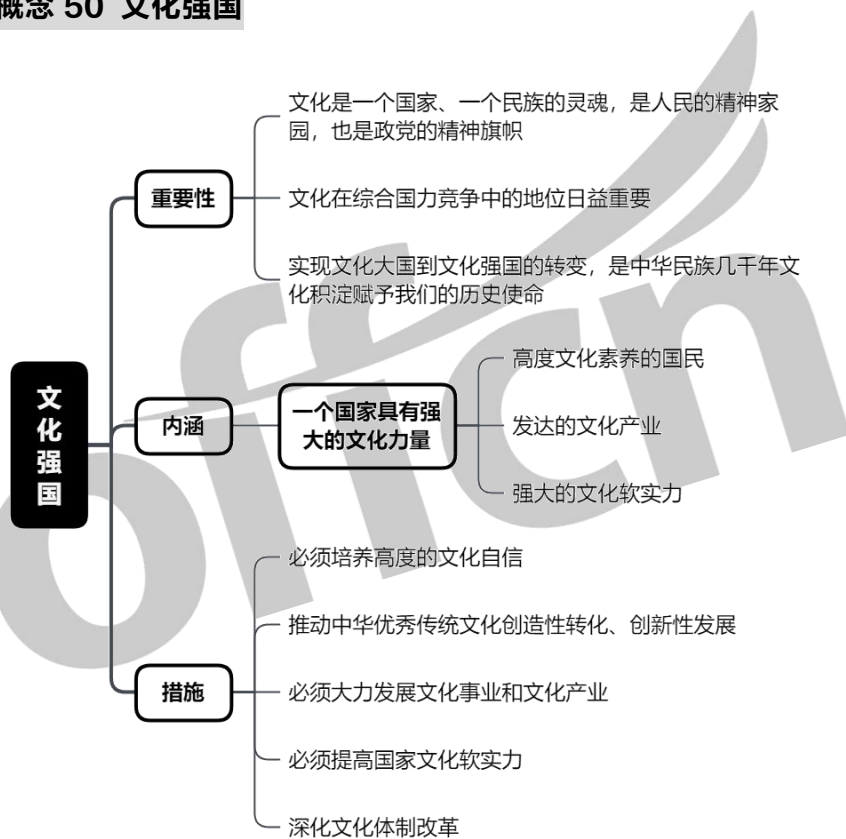 概念 50 文化强国
文化是一个国家、一个民族的灵魂，是人民的精神家
园，也是政党的精神旗帜
重要性
文化在综合国力竞争中的地位日益重要
实现文化大国到文化强国的转变，是中华民族几千年文
化积淀赋予我们的历史使命
文
化
强
国
内涵
一个国家具有强
大的文化力量
高度文化素养的国民
发达的文化产业
强大的文化软实力
措施
必须培养高度的文化自信
推动中华优秀传统文化创造性转化、创新性发展
必须大力发展文化事业和文化产业
必须提高国家文化软实力
深化文化体制改革
offcn